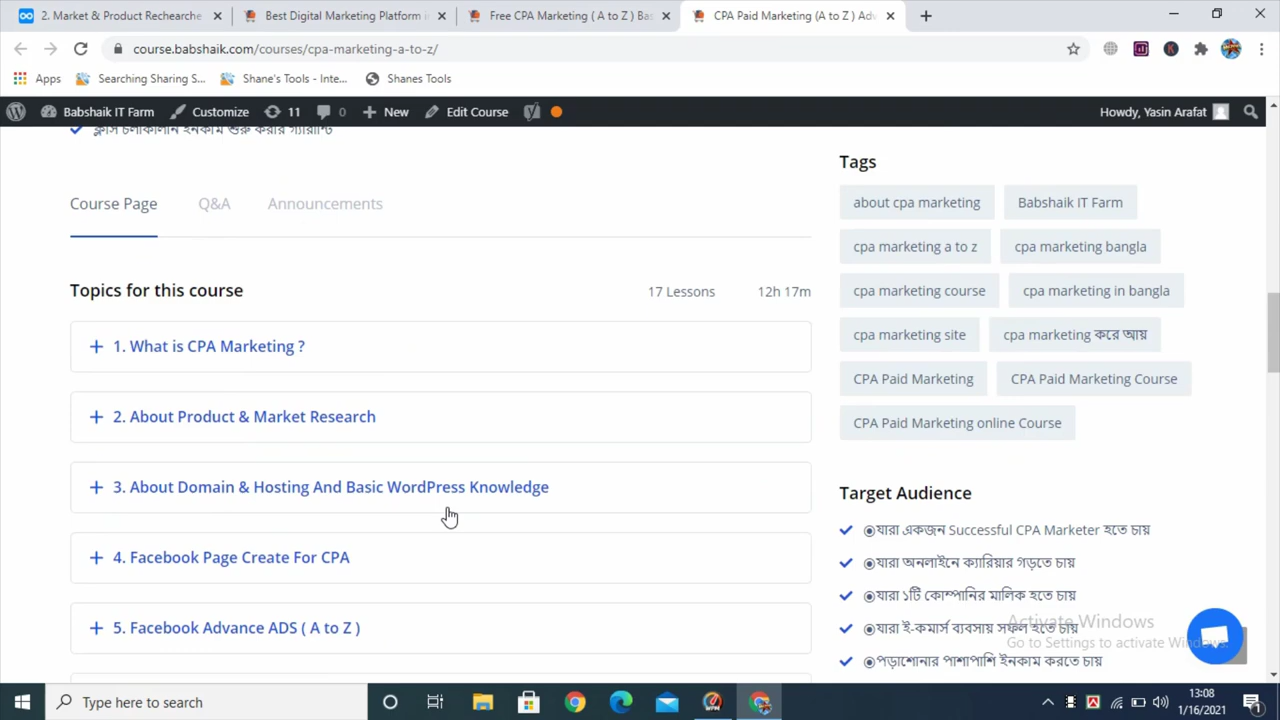 2. Market & Product Recherche
Best Digital Marketing Platform in
Free CPA Marketing ( A to Z ) Bas
CPA Paid Marketing (A to Z ) Adv
course.babshaik.com/courses/cpa-marketing-a-to-z/
Apps
Searching Sharing S...
Shane's Tools - Inte...
Shanes Tools
Babshaik IT Farm
Customize
11
0
New
Edit Course
Howdy, Yasin Arafat
ক্লাস চলাকালীন ইনকাম শুরু করার গ্যারান্টি
Course Page
Q&A
Announcements
Topics for this course
17 Lessons
12h 17m
1. What is CPA Marketing ?
2. About Product & Market Research
3. About Domain & Hosting And Basic WordPress Knowledge
4. Facebook Page Create For CPA
5. Facebook Advance ADS ( A to Z )
Tags
about cpa marketing
Babshaik IT Farm
cpa marketing a to z
cpa marketing bangla
cpa marketing course
cpa marketing in bangla
cpa marketing site
cpa marketing করে আয়
CPA Paid Marketing
CPA Paid Marketing Course
CPA Paid Marketing online Course
Target Audience
◉যারা একজন Successful CPA Marketer হতে চায়
◉যারা অনলাইনে ক্যারিয়ার গড়তে চায়
◉যারা ১টি কোম্পানির মালিক হতে চায়
◉যারা ই-কমার্স ব্যবসায় সফল হতে চায়
◉পড়াশোনার পাশাপাশি ইনকাম করতে চায়
Activate Windows
Go to Settings to activate Windows.
Type here to search
13:08
1/16/2021
1